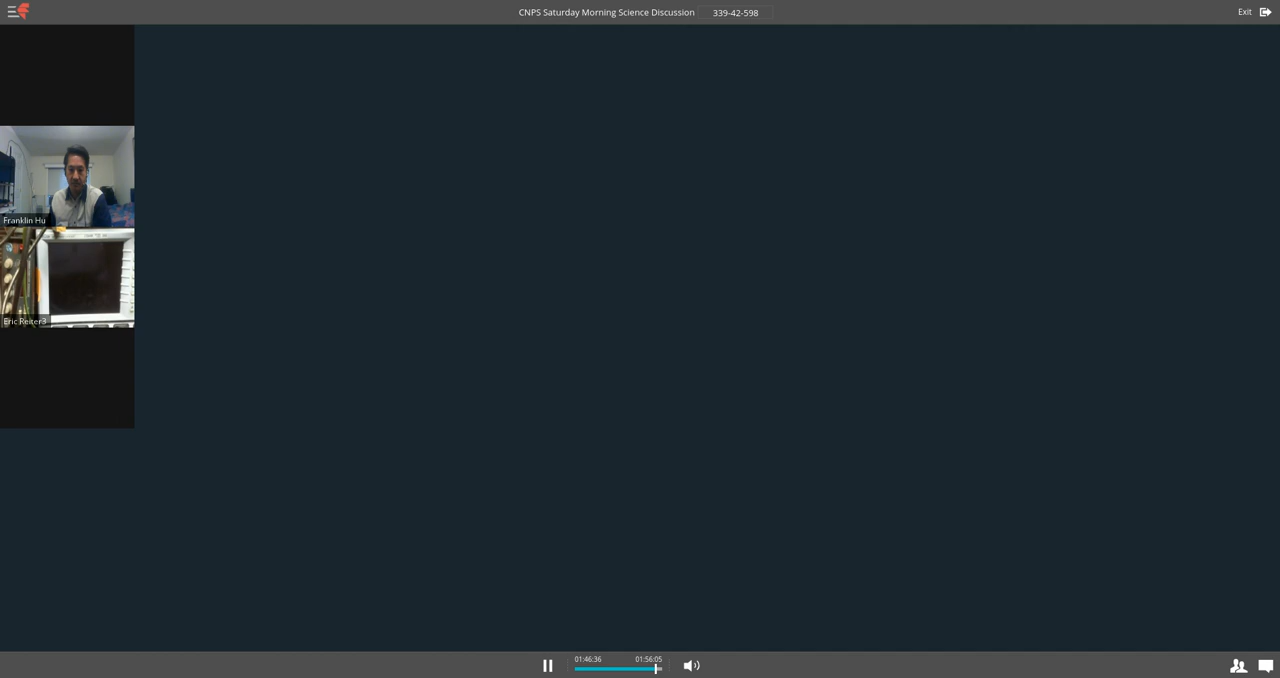 CNPS Saturday Morning Science Discussion 339-42-598
Exit
Franklin Hu
Eric Reiter3
01:46:36 01:56:05